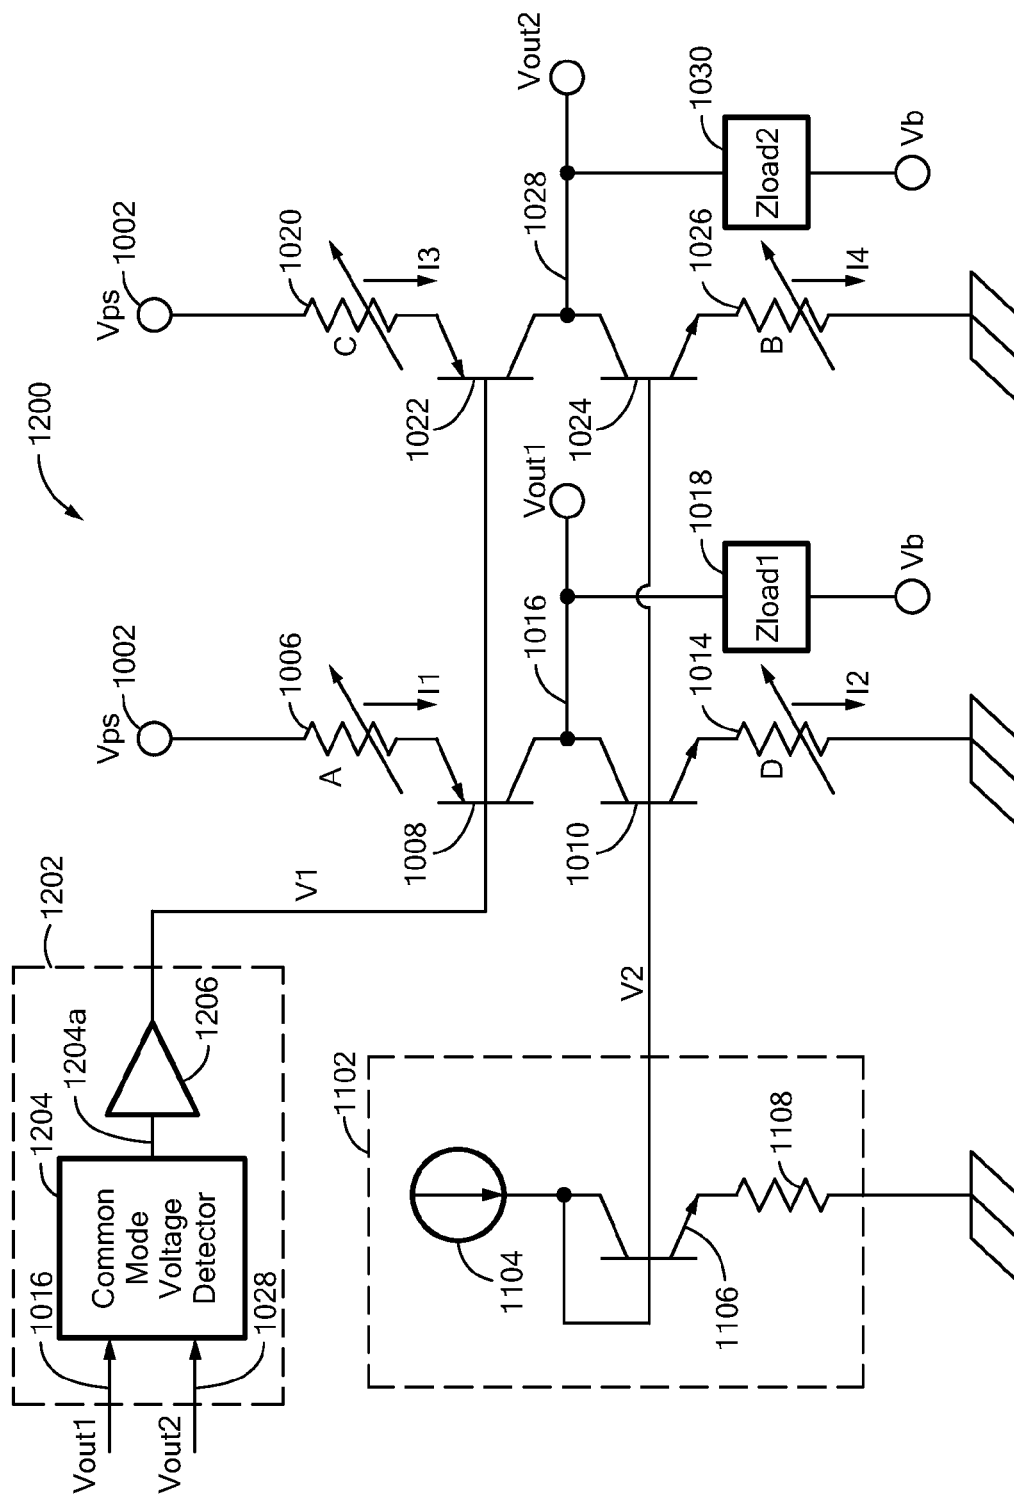 1200
1202
1204
1204a
1206
Common
Mode
Voltage
Detector
Vout1
1016
Vout2
1028
V1
Vps
1002
1006
A
I1
1008
Vps
1002
1020
C
I3
1022
Vout1
1016
Vout2
1028
1102
1104
1106
1108
V2
1010
1014
D
I2
Zload1
1018
Vb
1024
1026
B
I4
Zload2
1030
Vb